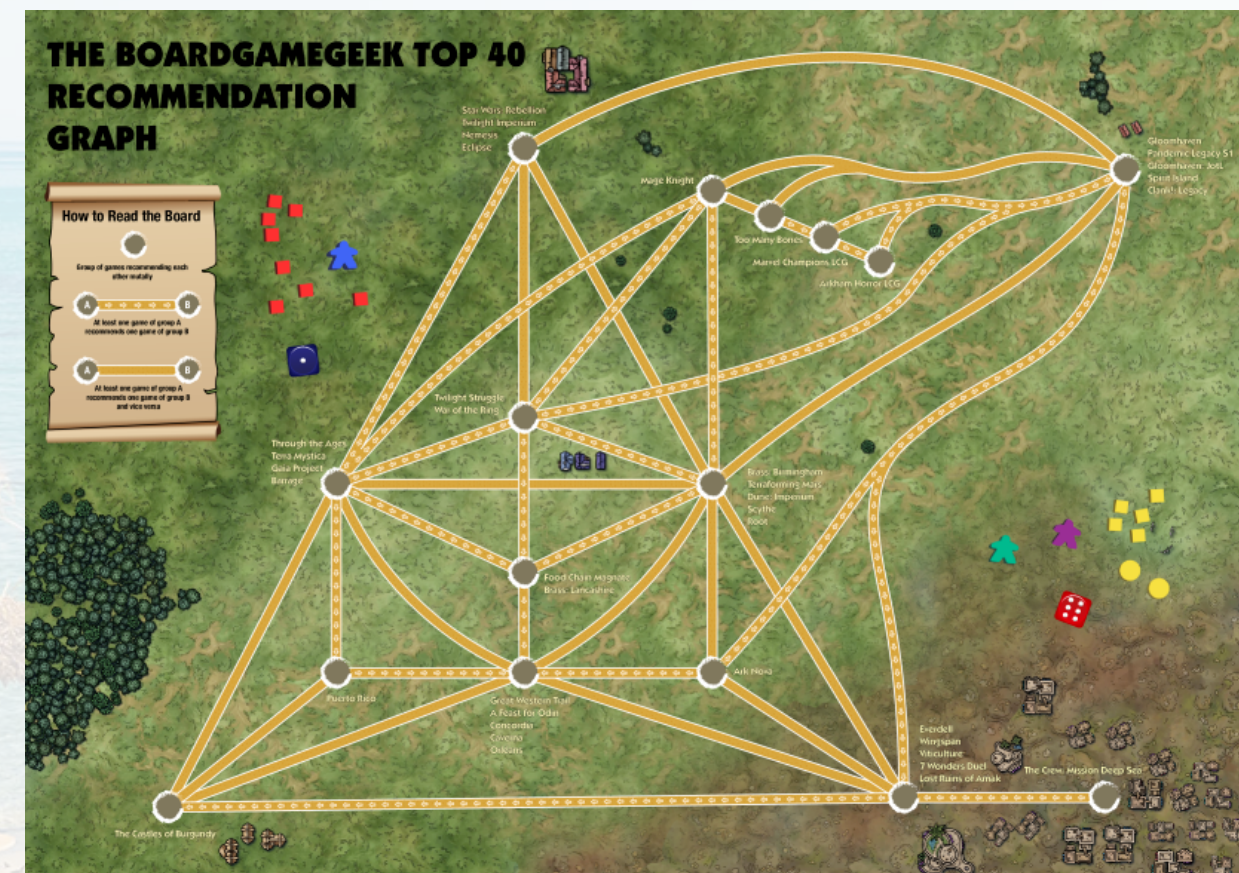 THE BOARDGAMEGEEK TOP 40
RECOMMENDATION
GRAPH
How to Read the Board
Group of games recommending each
other mutally
A
B
At least one game of group A
recommends one game of group B
A
B
At least one game of group A
recommends one game of group B
and vice versa
Star Wars: Rebellion
Twilight Imperium
Nemesis
Eclipse
Gloomhaven
Pandemic Legacy S1
Gloomhaven: JotL
Spirit Island
Clank!: Legacy
Mage Knight
Too Many Bones
Marvel Champions LCG
Arkham Horror LCG
Twilight Struggle
War of the Ring
Through the Ages
Terra Mystica
Gaia Project
Barrage
Brass: Birmingham
Terraforming Mars
Dune: Imperium
Scythe
Root
Food Chain Magnate
Brass: Lancashire
Puerto Rico
Great Western Trail
A Feast for Odin
Concordia
Caverna
Orleans
Ark Nova
Everdell
Wingspan
Viticulture
7 Wonders Duel
Lost Ruins of Arnak
The Crew: Mission Deep Sea
The Castles of Burgundy